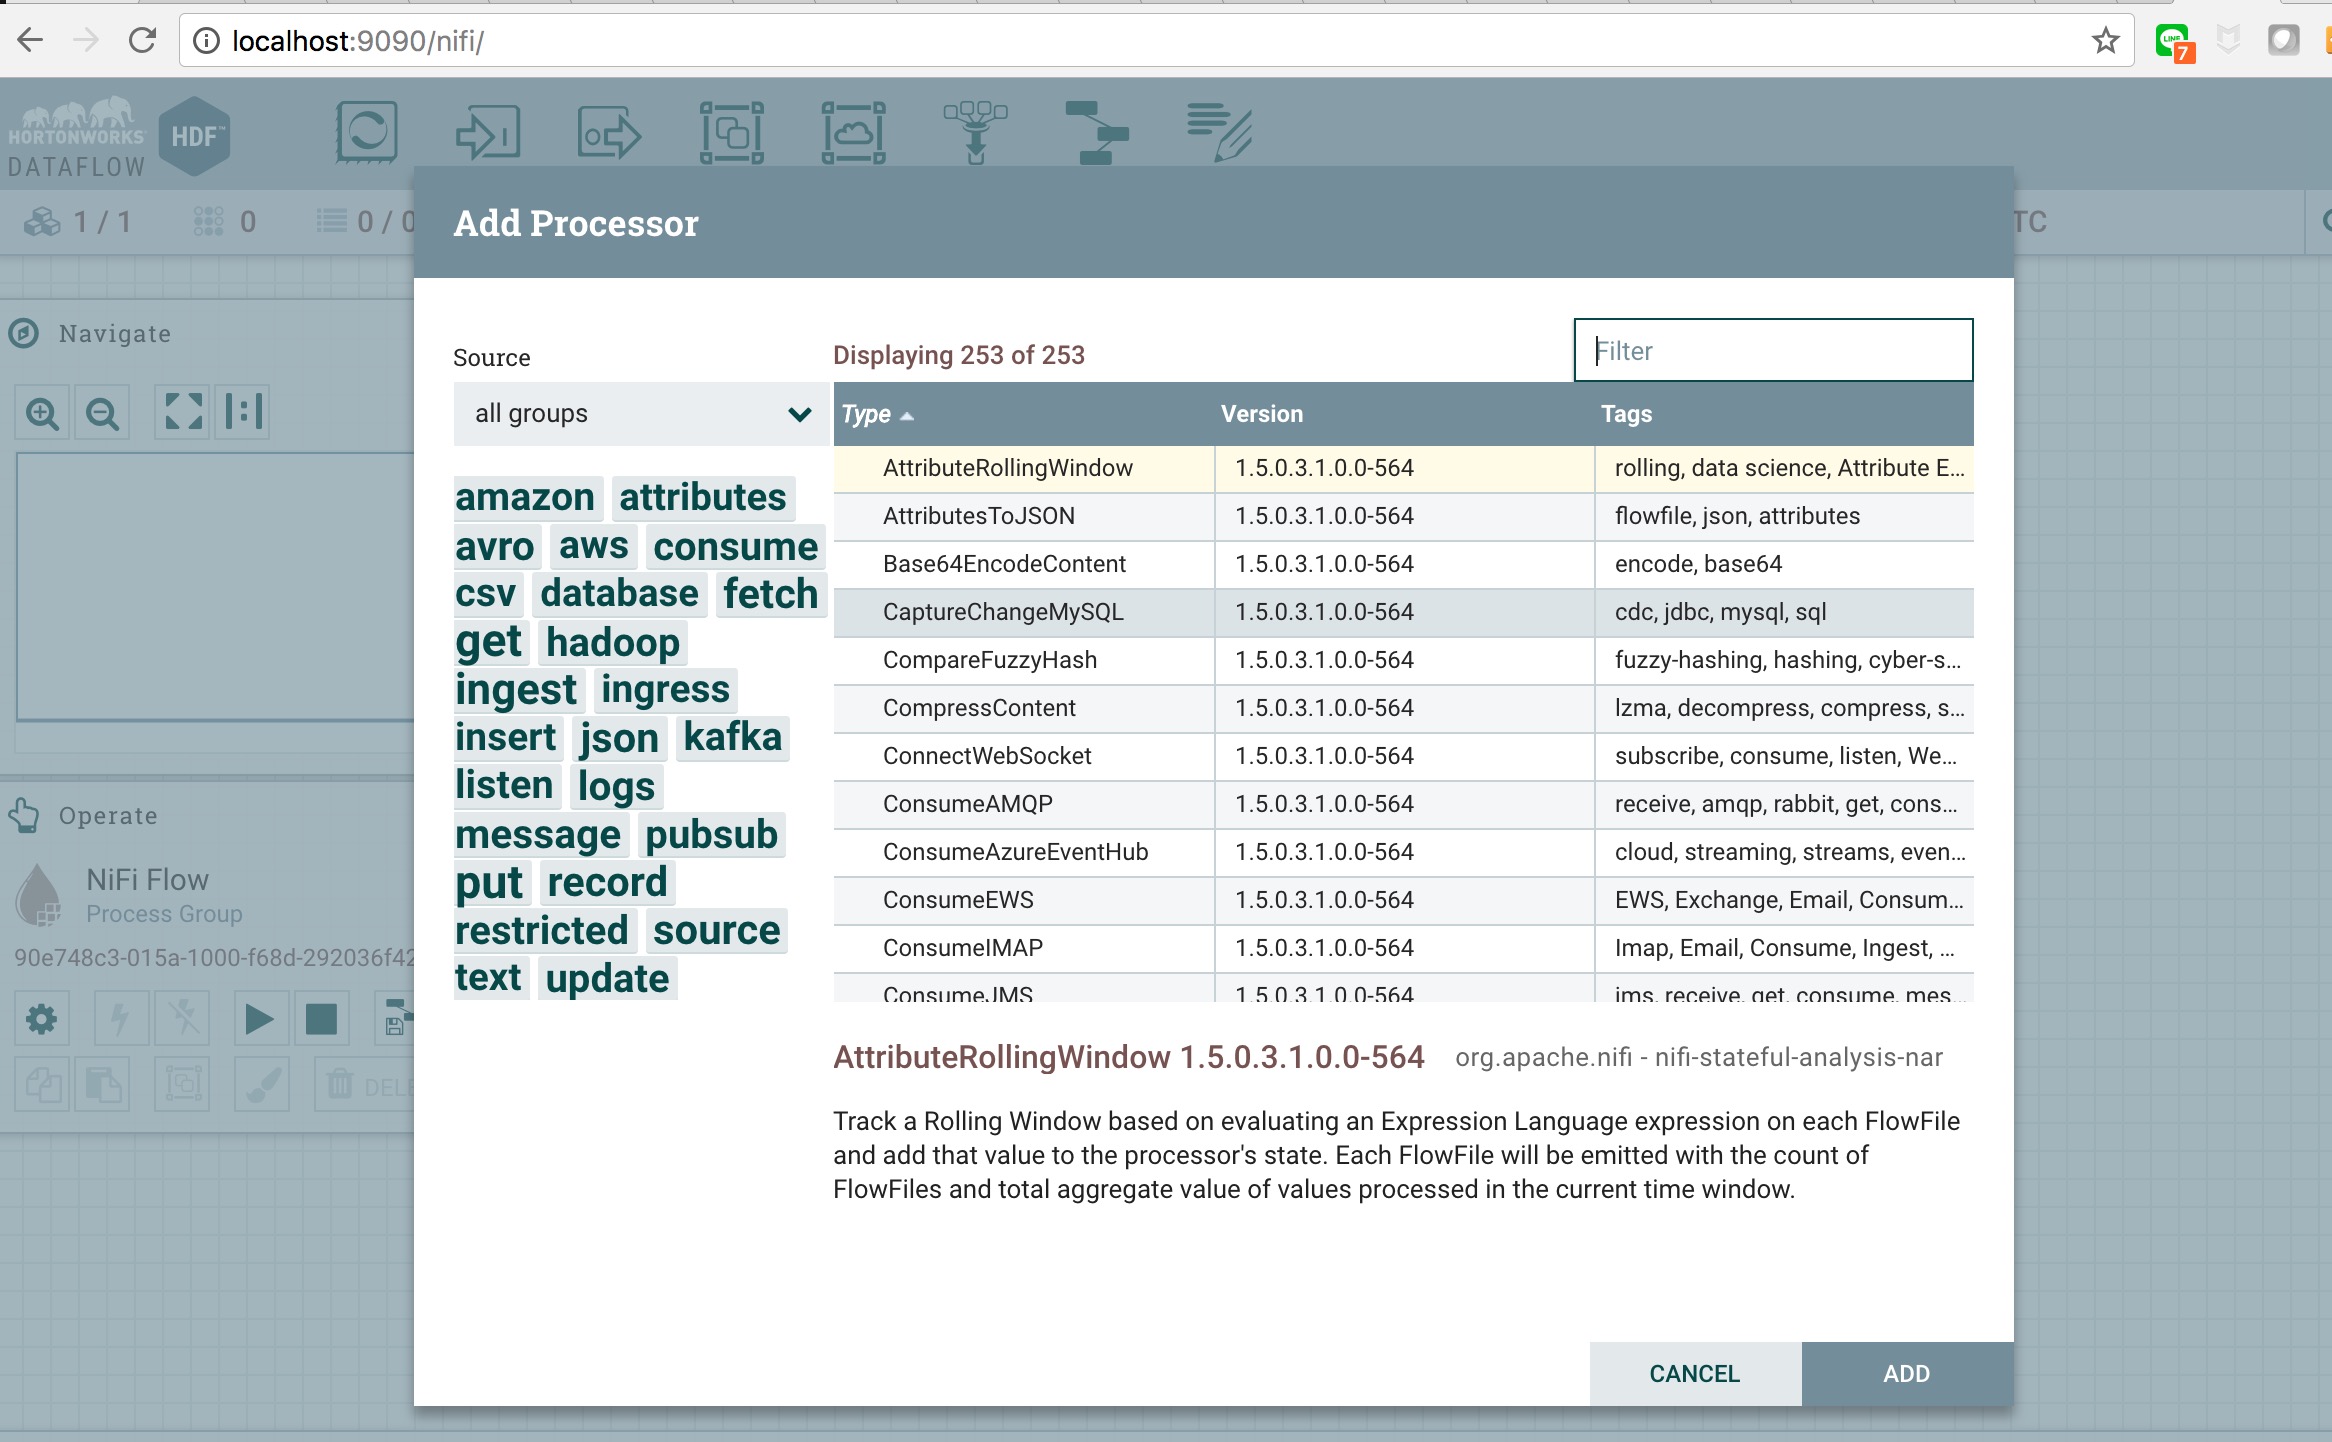 localhost:9090/nifi/
LINE
7
HORTONWORKS
DATAFLOW
HDF™
1 / 1
0
0 / 0
TC
Add Processor
Navigate
Source
Displaying 253 of 253
Filter
all groups
Type
Version
Tags
amazon attributes
avro aws consume
csv database fetch
get hadoop
ingest ingress
insert json kafka
listen logs
message pubsub
put record
restricted source
text update
AttributeRollingWindow 1.5.0.3.1.0.0-564 rolling, data science, Attribute E...
AttributesToJSON 1.5.0.3.1.0.0-564 flowfile, json, attributes
Base64EncodeContent 1.5.0.3.1.0.0-564 encode, base64
CaptureChangeMySQL 1.5.0.3.1.0.0-564 cdc, jdbc, mysql, sql
CompareFuzzyHash 1.5.0.3.1.0.0-564 fuzzy-hashing, hashing, cyber-s...
CompressContent 1.5.0.3.1.0.0-564 lzma, decompress, compress, s...
ConnectWebSocket 1.5.0.3.1.0.0-564 subscribe, consume, listen, We...
ConsumeAMQP 1.5.0.3.1.0.0-564 receive, amqp, rabbit, get, cons...
ConsumeAzureEventHub 1.5.0.3.1.0.0-564 cloud, streaming, streams, even...
ConsumeEWS 1.5.0.3.1.0.0-564 EWS, Exchange, Email, Consum...
ConsumeIMAP 1.5.0.3.1.0.0-564 Imap, Email, Consume, Ingest, ...
ConsumeJMS 1.5.0.3.1.0.0-564 jms, receive, get, consume, mes...
Operate
NiFi Flow
Process Group
90e748c3-015a-1000-f68d-292036f42
DELE
AttributeRollingWindow 1.5.0.3.1.0.0-564 org.apache.nifi - nifi-stateful-analysis-nar
Track a Rolling Window based on evaluating an Expression Language expression on each FlowFile
and add that value to the processor's state. Each FlowFile will be emitted with the count of
FlowFiles and total aggregate value of values processed in the current time window.
CANCEL
ADD